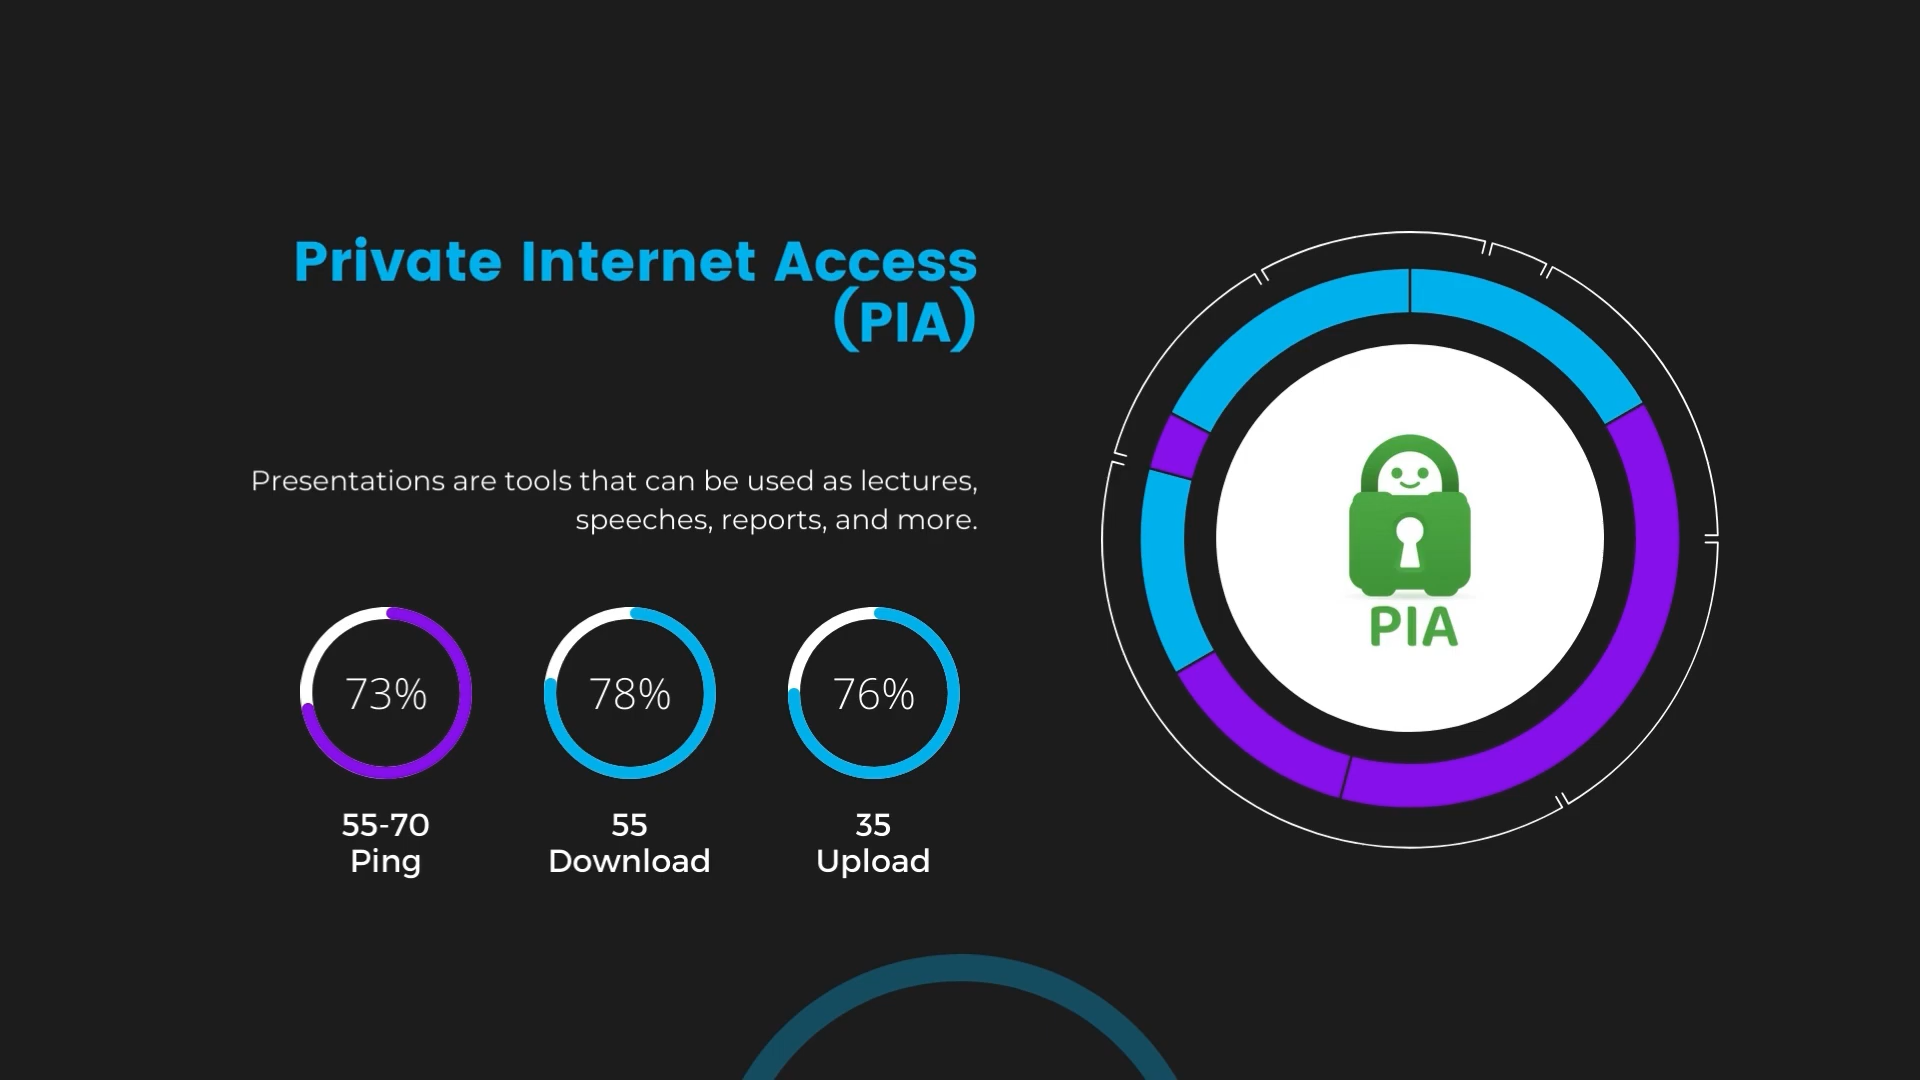 Private Internet Access
(PIA)
Presentations are tools that can be used as lectures,
speeches, reports, and more.
73%
78%
76%
55-70
Ping
55
Download
35
Upload
PIA